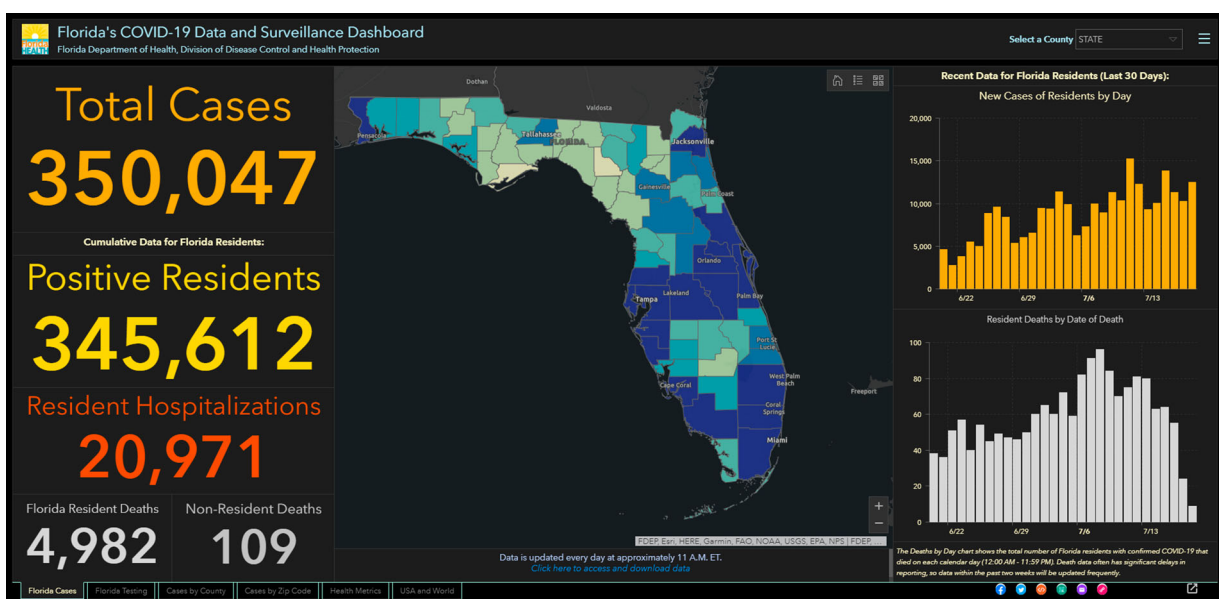 Florida HEALTH
Florida's COVID-19 Data and Surveillance Dashboard
Florida Department of Health, Division of Disease Control and Health Protection
Select a County STATE
Total Cases
350,047
Cumulative Data for Florida Residents:
Positive Residents
345,612
Resident Hospitalizations
20,971
Florida Resident Deaths
4,982
Non-Resident Deaths
109
Dothan
Valdosta
Pensacola
Tallahassee
FLORIDA
Jacksonville
Gainesville
Palm Coast
Orlando
Tampa
Lakeland
Palm Bay
Port St
Lucie
Cape Coral
West Palm
Beach
Freeport
Coral
Springs
Miami
+
−
FDEP, Esri, HERE, Garmin, FAO, NOAA, USGS, EPA, NPS | FDEP, ...
Data is updated every day at approximately 11 A.M. ET.
Click here to access and download data
Recent Data for Florida Residents (Last 30 Days):
New Cases of Residents by Day
20,000
15,000
10,000
5,000
0
6/22 6/29 7/6 7/13
Resident Deaths by Date of Death
100
80
60
40
20
0
6/22 6/29 7/6 7/13
The Deaths by Day chart shows the total number of Florida residents with confirmed COVID-19 that
died on each calendar day (12:00 AM - 11:59 PM). Death data often has significant delays in
reporting, so data within the past two weeks will be updated frequently.
Florida Cases Florida Testing Cases by County Cases by Zip Code Health Metrics USA and World